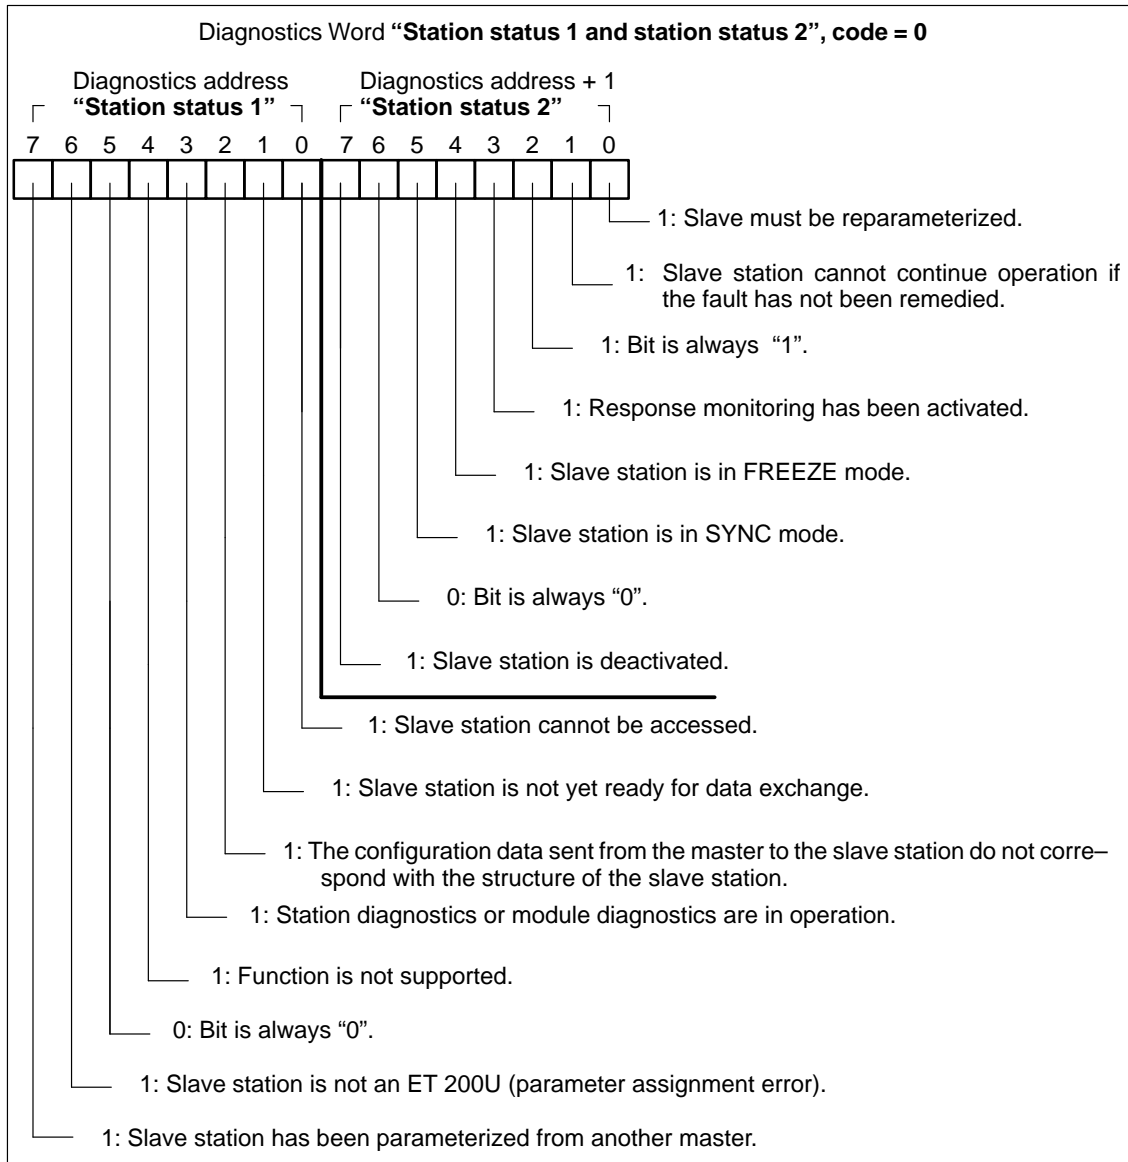 Diagnostics Word “Station status 1 and station status 2”, code = 0
Diagnostics address
“Station status 1”
Diagnostics address + 1
“Station status 2”
7 6 5 4 3 2 1 0 7 6 5 4 3 2 1 0
1: Slave must be reparameterized.
1: Slave station cannot continue operation if
the fault has not been remedied.
1: Bit is always “1”.
1: Response monitoring has been activated.
1: Slave station is in FREEZE mode.
1: Slave station is in SYNC mode.
0: Bit is always “0”.
1: Slave station is deactivated.
1: Slave station cannot be accessed.
1: Slave station is not yet ready for data exchange.
1: The configuration data sent from the master to the slave station do not corre–
spond with the structure of the slave station.
1: Station diagnostics or module diagnostics are in operation.
1: Function is not supported.
0: Bit is always “0”.
1: Slave station is not an ET 200U (parameter assignment error).
1: Slave station has been parameterized from another master.